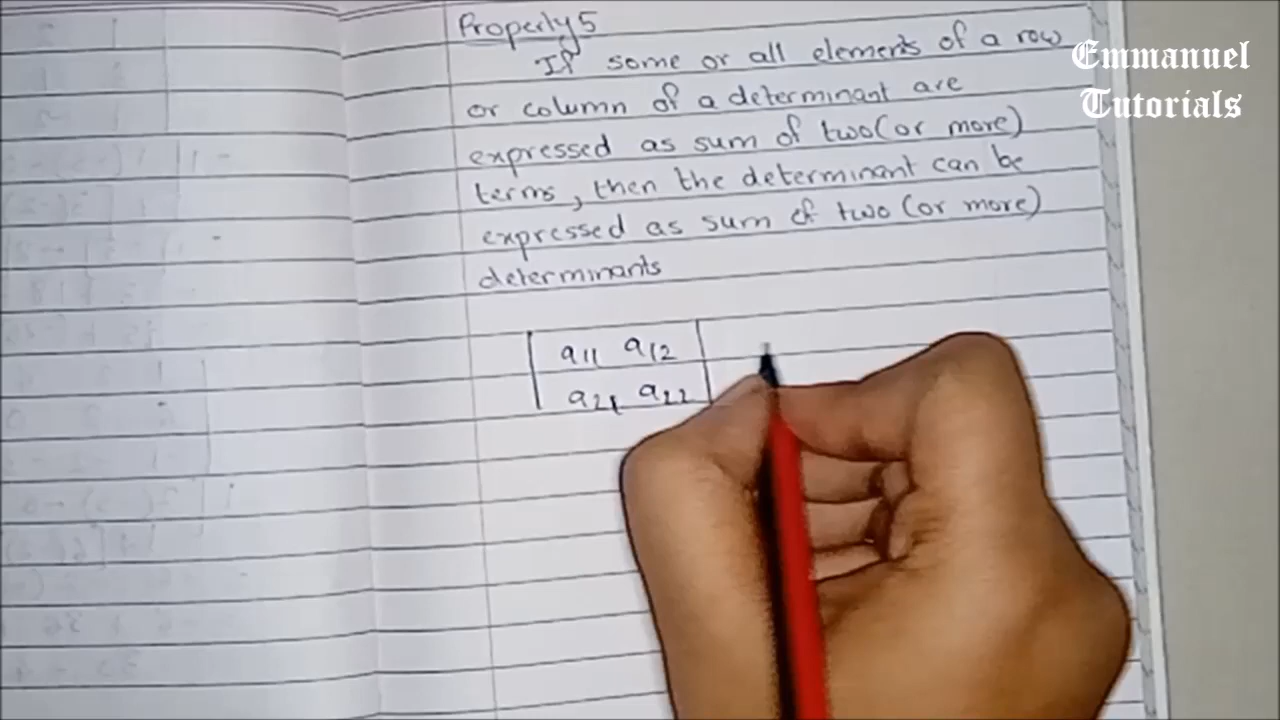 Property 5
If some or all elements of a row
or column of a determinant are
expressed as sum of two (or more)
terms, then the determinant can be
expressed as sum of two (or more)
determinants
a11 a12
a21 a22
Emmanuel
Tutorials